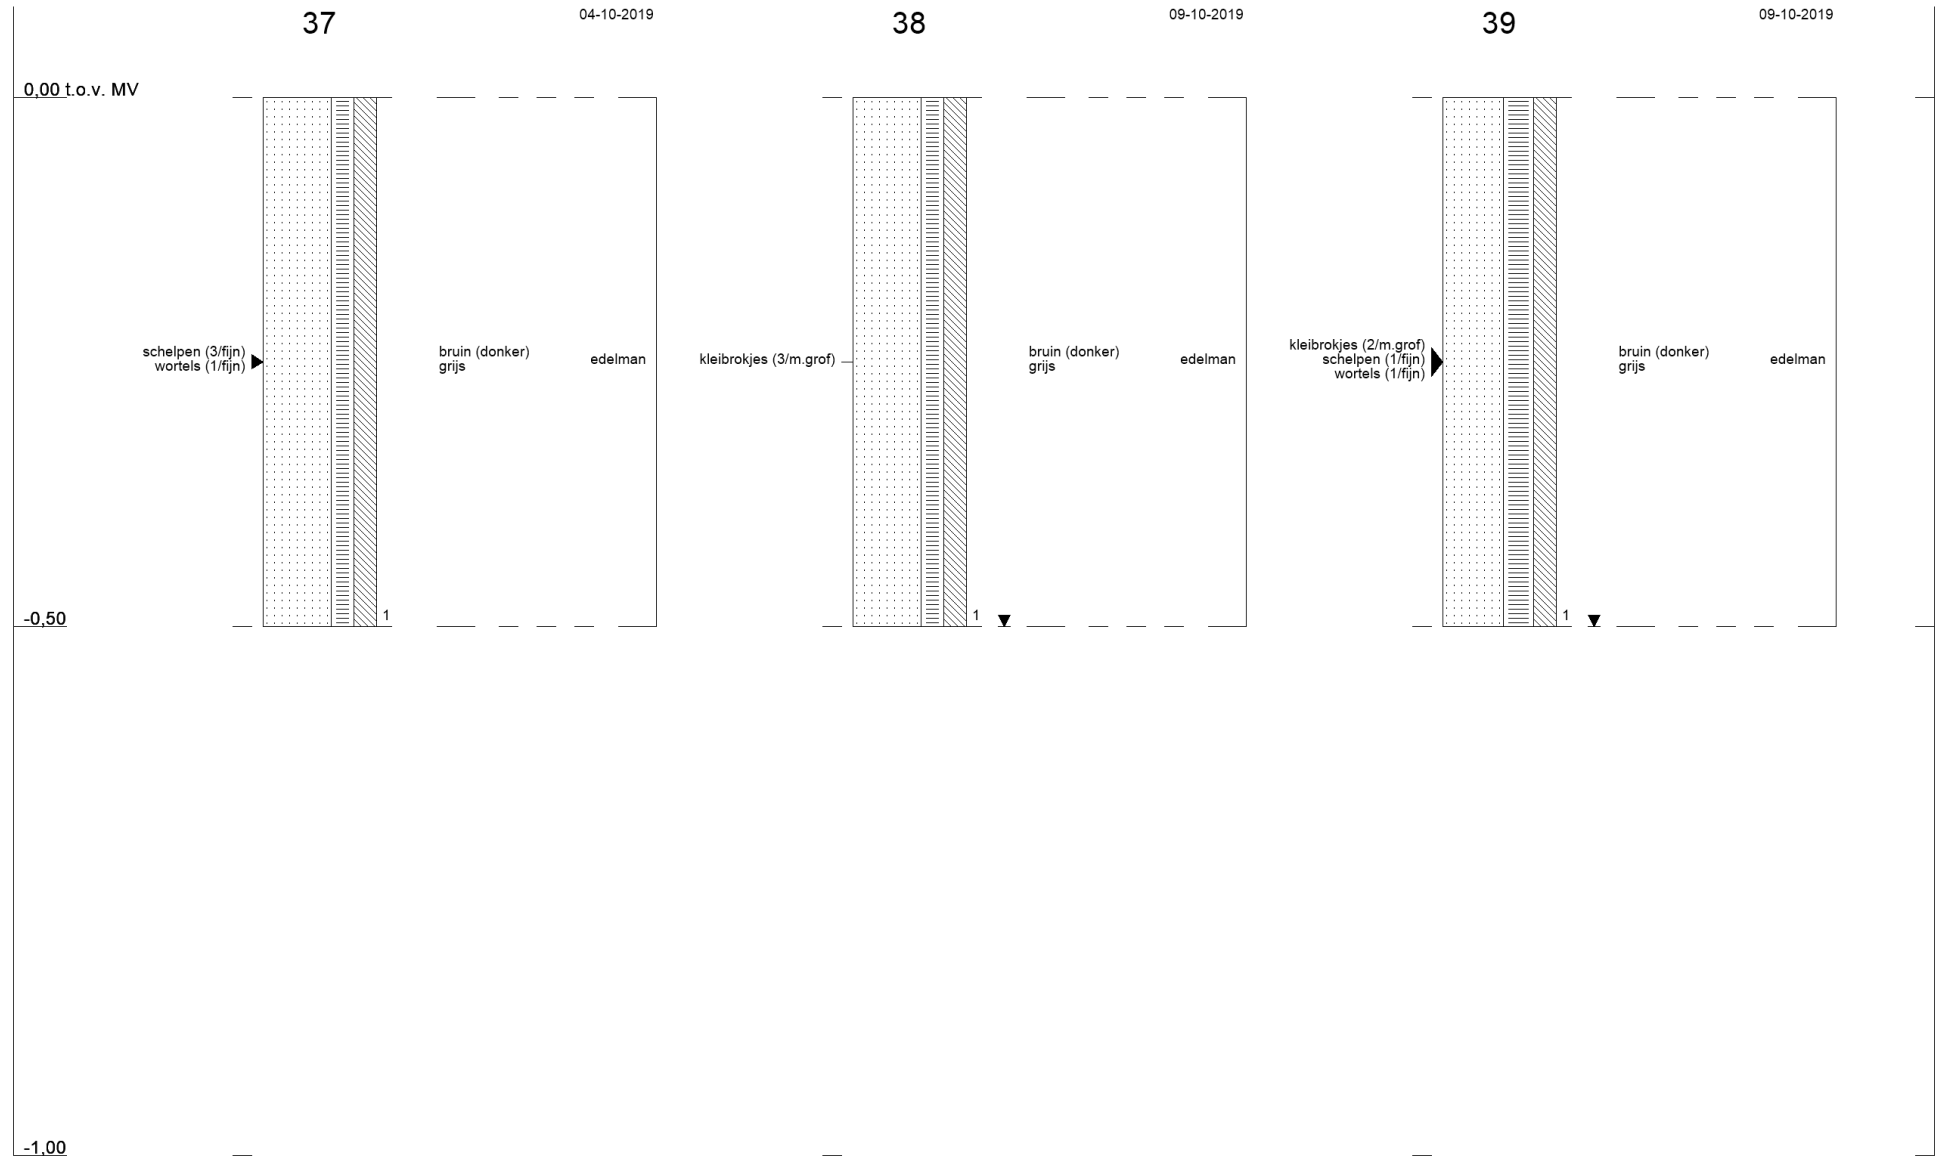 37
04-10-2019
38
09-10-2019
39
09-10-2019
0,00 t.o.v. MV
schelpen (3/fijn)
wortels (1/fijn)
bruin (donker)
grijs
edelman
kleibrokjes (3/m.grof)
bruin (donker)
grijs
edelman
kleibrokjes (2/m.grof)
schelpen (1/fijn)
wortels (1/fijn)
bruin (donker)
grijs
edelman
1
1
1
-0,50
-1,00